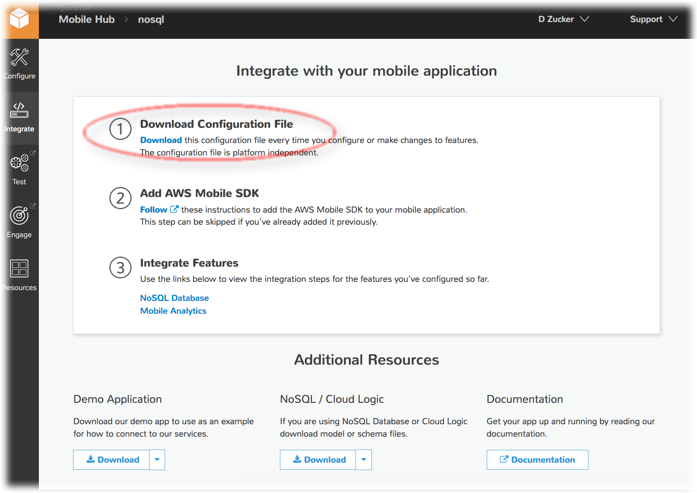 Mobile Hub > nosql
D Zucker
Support
Configure
Integrate
Test
Engage
Resources
Integrate with your mobile application
1 Download Configuration File
Download this configuration file every time you configure or make changes to features.
The configuration file is platform independent.
2 Add AWS Mobile SDK
Follow these instructions to add the AWS Mobile SDK to your mobile application.
This step can be skipped if you've already added it previously.
3 Integrate Features
Use the links below to view the integration steps for the features you've configured so far.
NoSQL Database
Mobile Analytics
Additional Resources
Demo Application
Download our demo app to use as an example
for how to connect to our services.
Download
NoSQL / Cloud Logic
If you are using NoSQL Database or Cloud Logic
download model or schema files.
Download
Documentation
Get your app up and running by reading our
documentation.
Documentation